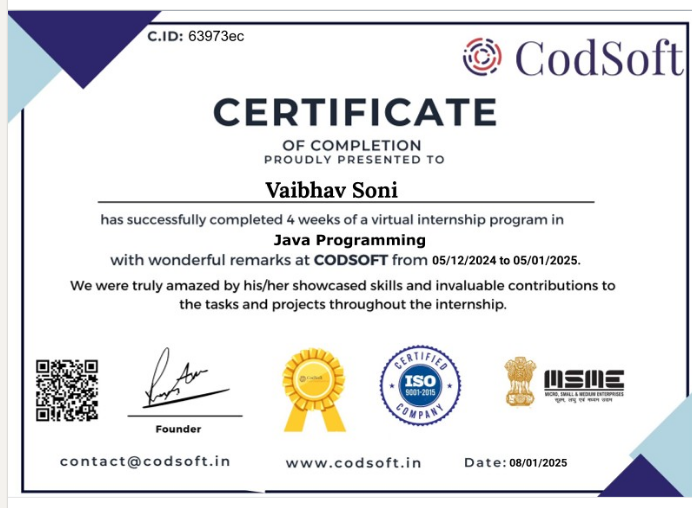 C.ID: 63973ec
CodSoft
CERTIFICATE
OF COMPLETION
PROUDLY PRESENTED TO
Vaibhav Soni
has successfully completed 4 weeks of a virtual internship program in
Java Programming
with wonderful remarks at CODSOFT from 05/12/2024 to 05/01/2025.
We were truly amazed by his/her showcased skills and invaluable contributions to
the tasks and projects throughout the internship.
CodSoft
CERTIFIED
ISO
9001-2015
COMPANY
MSME
MICRO, SMALL & MEDIUM ENTERPRISES
सूक्ष्म, लघु एवं मध्यम उद्यम
Founder
contact@codsoft.in
www.codsoft.in
Date: 08/01/2025